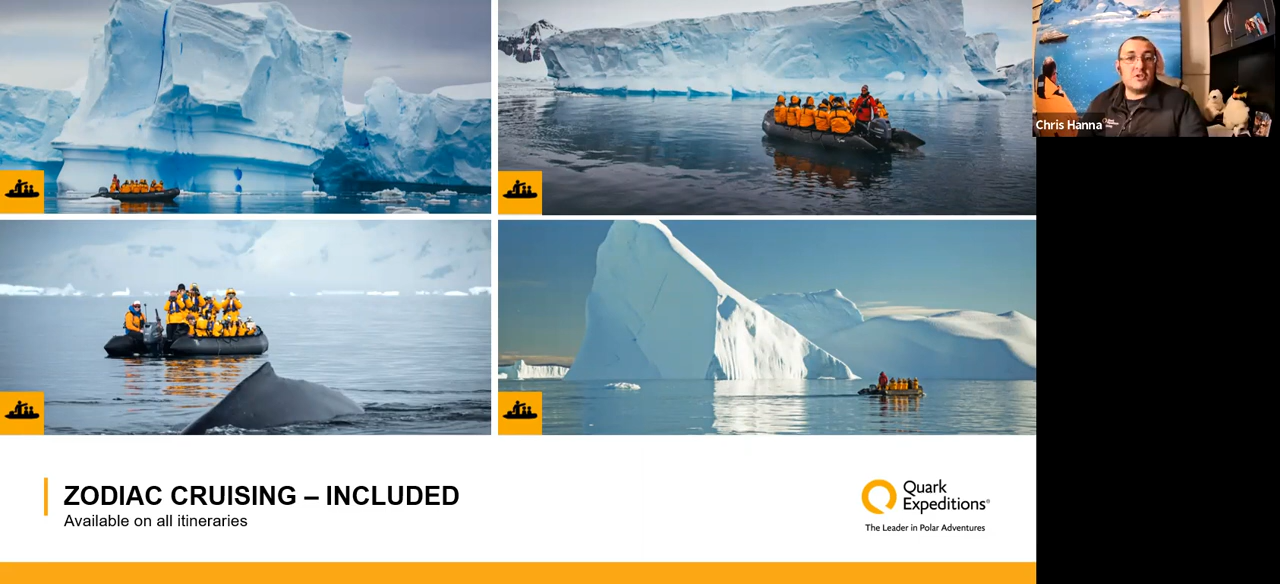 Chris Hanna
ZODIAC CRUISING – INCLUDED
Available on all itineraries
Quark
Expeditions®
The Leader in Polar Adventures